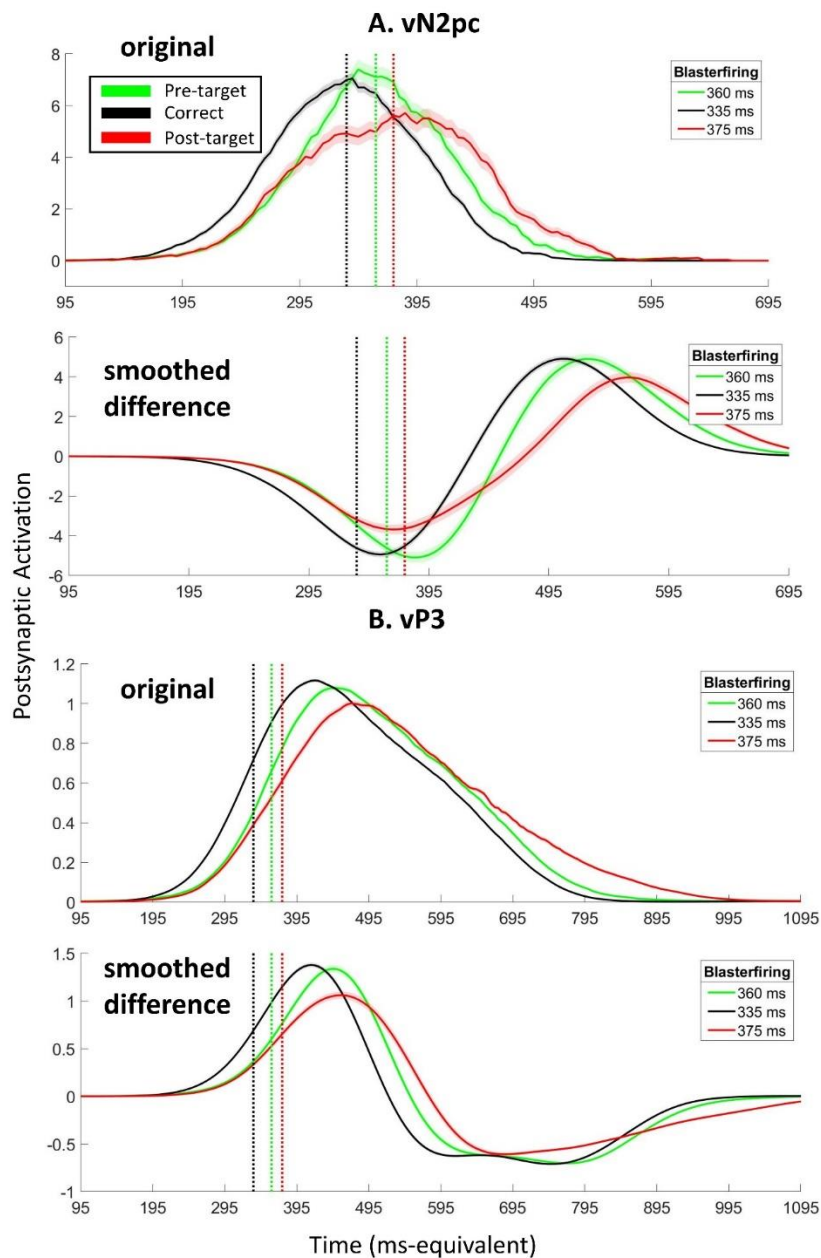 A. vN2pc
original
Pre-target
Correct
Post-target
Blasterfiring
360 ms
335 ms
375 ms
8
6
4
2
0
95 195 295 395 495 595 695
smoothed
difference
Blasterfiring
360 ms
335 ms
375 ms
6
4
2
0
-2
-4
-6
95 195 295 395 495 595 695
Postsynaptic Activation
B. vP3
original
Blasterfiring
360 ms
335 ms
375 ms
1.2
1
0.8
0.6
0.4
0.2
0
95 195 295 395 495 595 695 795 895 995 1095
smoothed
difference
Blasterfiring
360 ms
335 ms
375 ms
1.5
1
0.5
0
-0.5
-1
95 195 295 395 495 595 695 795 895 995 1095
Time (ms-equivalent)